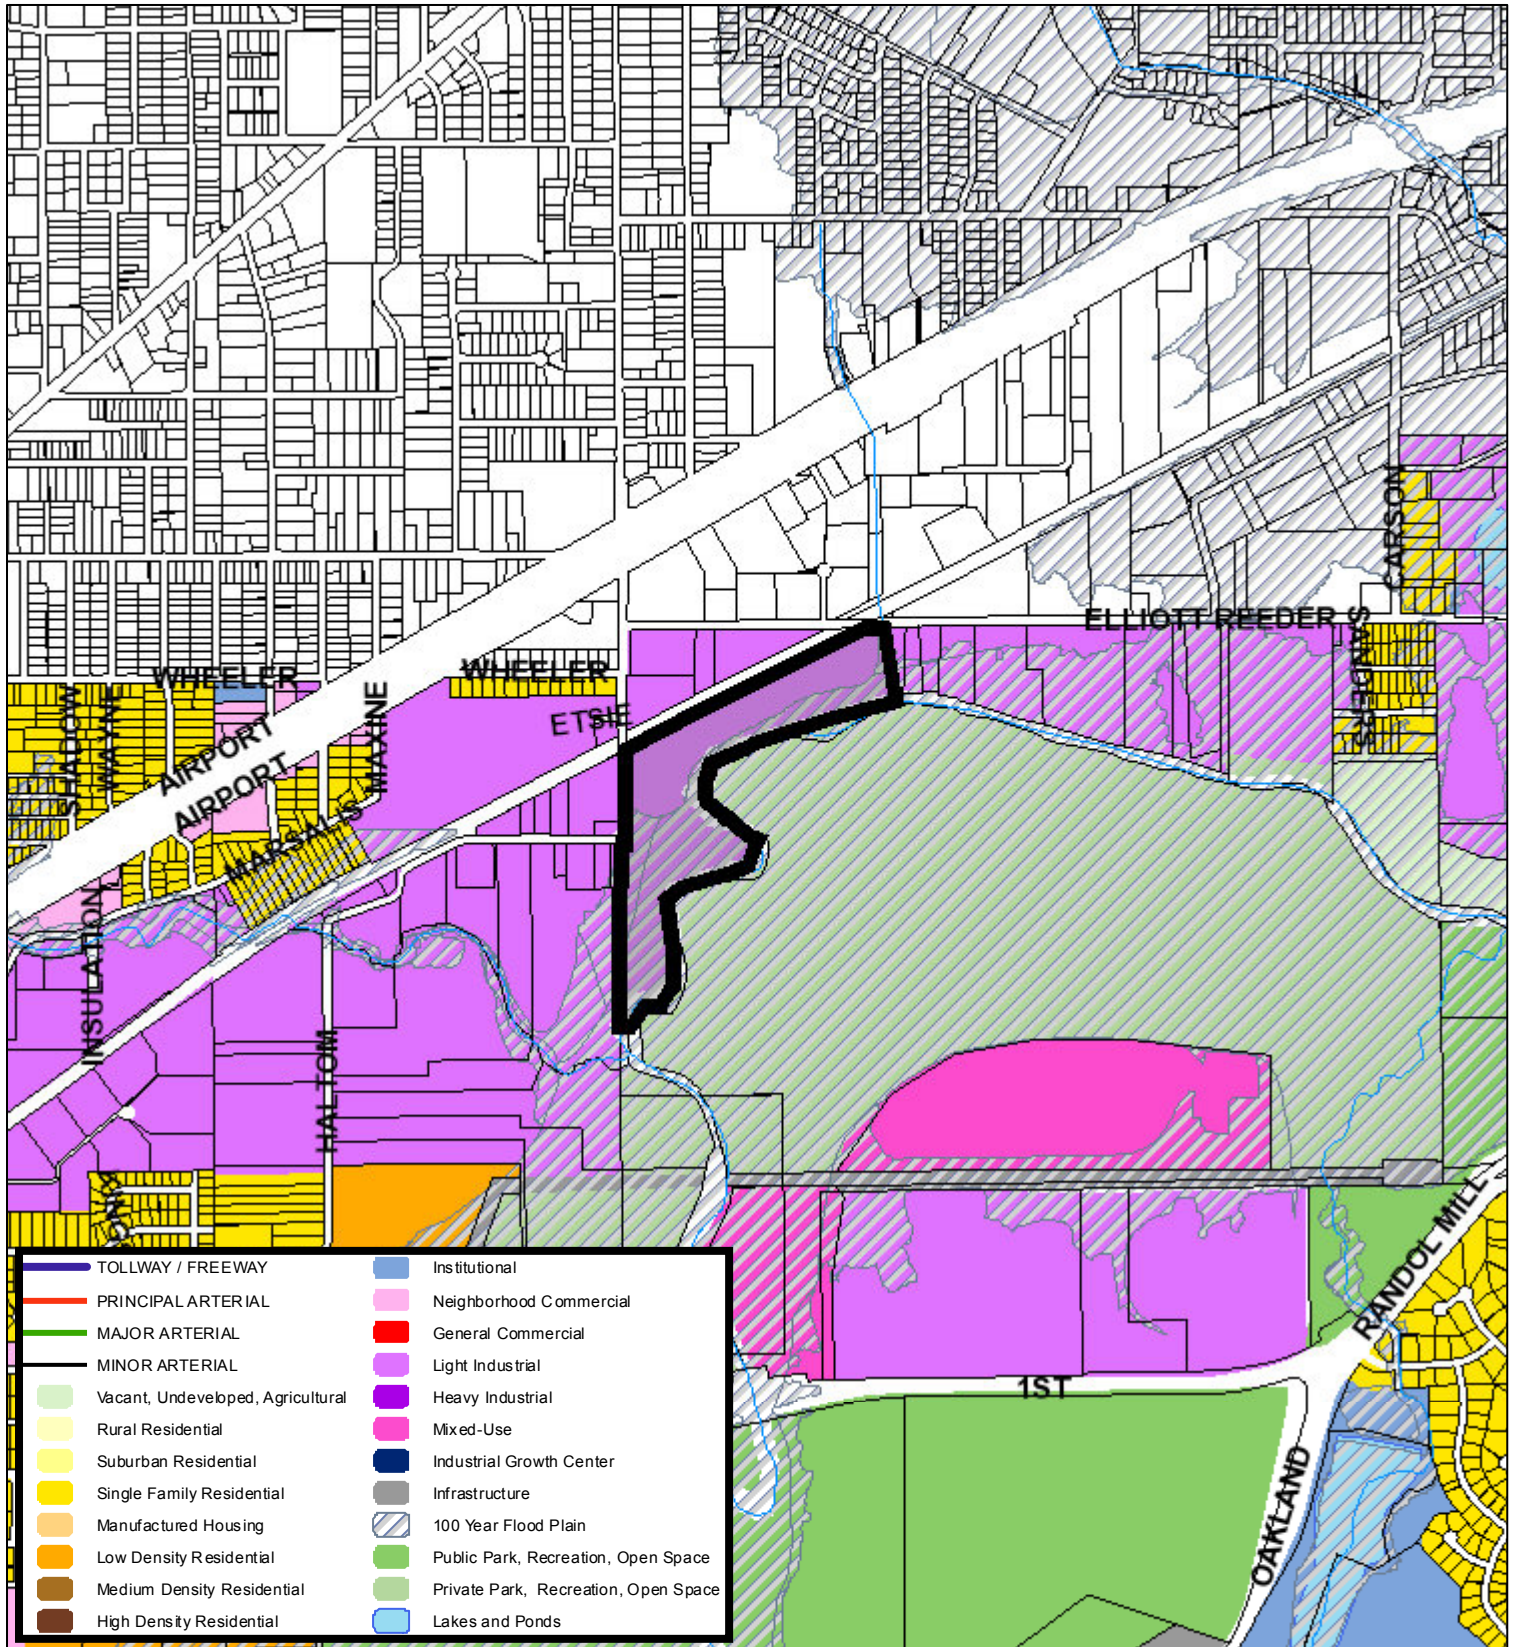 CARSON
ELLIOTT REEDER
SANDERS
WHEELER
WHEELER
SHADOW
WAYNE
MAXINE
ETSIE
AIRPORT
AIRPORT
MARSALIS
INSULATION
HALTOM
KING
RANDOL MILL
1ST
OAKLAND
TOLLWAY / FREEWAY
PRINCIPAL ARTERIAL
MAJOR ARTERIAL
MINOR ARTERIAL
Vacant, Undeveloped, Agricultural
Rural Residential
Suburban Residential
Single Family Residential
Manufactured Housing
Low Density Residential
Medium Density Residential
High Density Residential
Institutional
Neighborhood Commercial
General Commercial
Light Industrial
Heavy Industrial
Mixed-Use
Industrial Growth Center
Infrastructure
100 Year Flood Plain
Public Park, Recreation, Open Space
Private Park, Recreation, Open Space
Lakes and Ponds